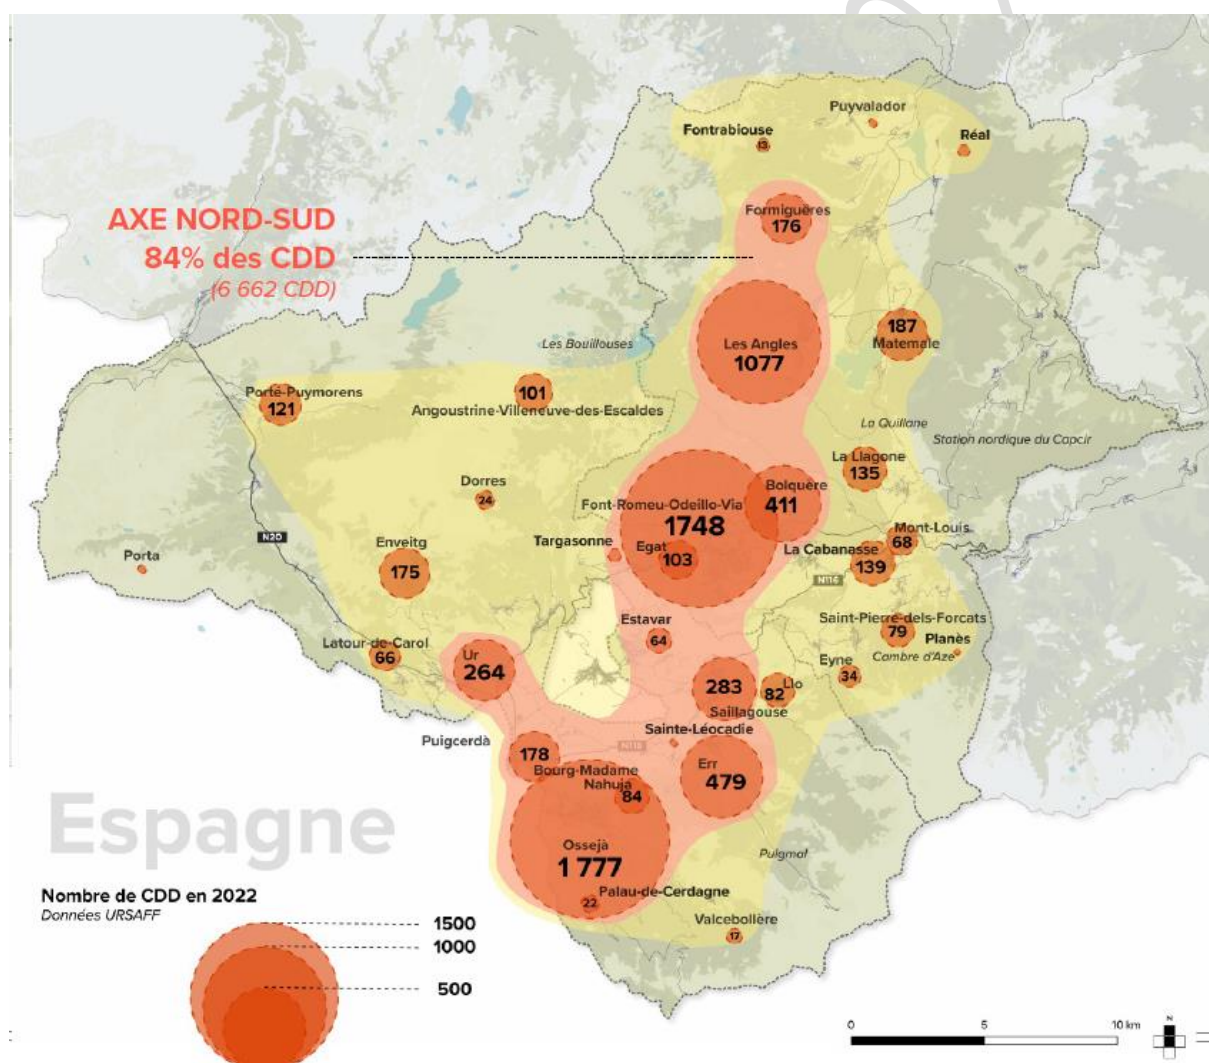 Puyvalador
Fontrabiouse
Réal
13
AXE NORD-SUD
84% des CDD
(6 662 CDD)
Formiguères
176
Les Bouillouses
Les Angles
1077
187
Matemale
Porté-Puymorens
121
101
Angoustrine-Villeneuve-des-Escaldes
La Quillane
Station nordique du Capcir
La Llagone
135
Dorres
24
Bolquère
411
Font-Romeu-Odeillo-Via
1748
Mont-Louis
68
N20
Targasonne
Egat
103
La Cabanasse
139
Porta
Enveitg
175
N116
Estavar
64
Saint-Pierre-dels-Forcats
79
Planès
Cambre d'Aze
Latour-de-Carol
66
Ur
264
Eyne
34
283
Saillagouse
Llo
82
Sainte-Léocadie
Puigcerdà
N116
178
Bourg-Madame
Nahuja
84
Err
479
Espagne
Ossejà
1 777
Puigmal
Palau-de-Cerdagne
22
Valcebollère
17
Nombre de CDD en 2022
Données URSAFF
1500
1000
500
0
5
10 km
N